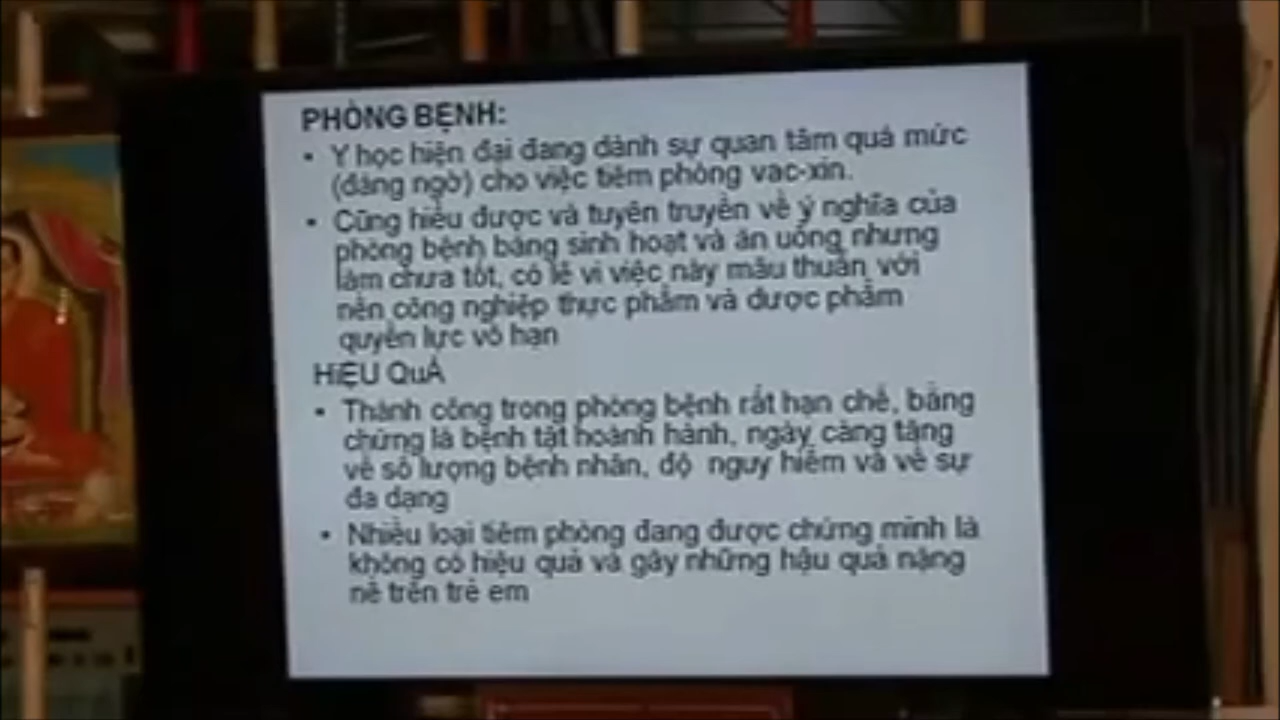 PHÒNG BỆNH:
• Y học hiện đại đang dành sự quan tâm quá mức
(đáng ngờ) cho việc tiêm phòng vac-xin.
• Cũng hiểu được và tuyên truyền về ý nghĩa của
phòng bệnh bằng sinh hoạt và ăn uống nhưng
làm chưa tốt, có lẽ vì việc này mâu thuẫn với
nền công nghiệp thực phẩm và dược phẩm
quyền lực vô hạn
HiỆU QuẢ
• Thành công trong phòng bệnh rất hạn chế, bằng
chứng là bệnh tật hoành hành, ngày càng tăng
về số lượng bệnh nhân, độ nguy hiểm và về sự
đa dạng
• Nhiều loại tiêm phòng đang được chứng minh là
không có hiệu quả và gây những hậu quả nặng
nề trên trẻ em